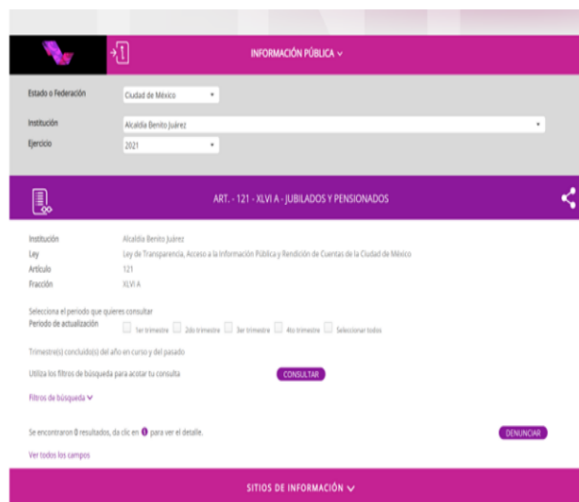 INFORMACIÓN PÚBLICA
Estado o Federación
Ciudad de México
Institución
Alcaldía Benito Juárez
Ejercicio
2021
ART. - 121 - XLVI A - JUBILADOS Y PENSIONADOS
Institución Alcaldía Benito Juárez
Ley Ley de Transparencia, Acceso a la Información Pública y Rendición de Cuentas de la Ciudad de México
Artículo 121
Fracción XLVI A
Selecciona el periodo que quieres consultar
Periodo de actualización 1er trimestre 2do trimestre 3er trimestre 4to trimestre Seleccionar todos
Trimestre(s) concluido(s) del año en curso y del pasado
Utiliza los filtros de búsqueda para acotar tu consulta CONSULTAR
Filtros de búsqueda
Se encontraron 0 resultados, da clic en i para ver el detalle. DENUNCIAR
Ver todos los campos
SITIOS DE INFORMACIÓN